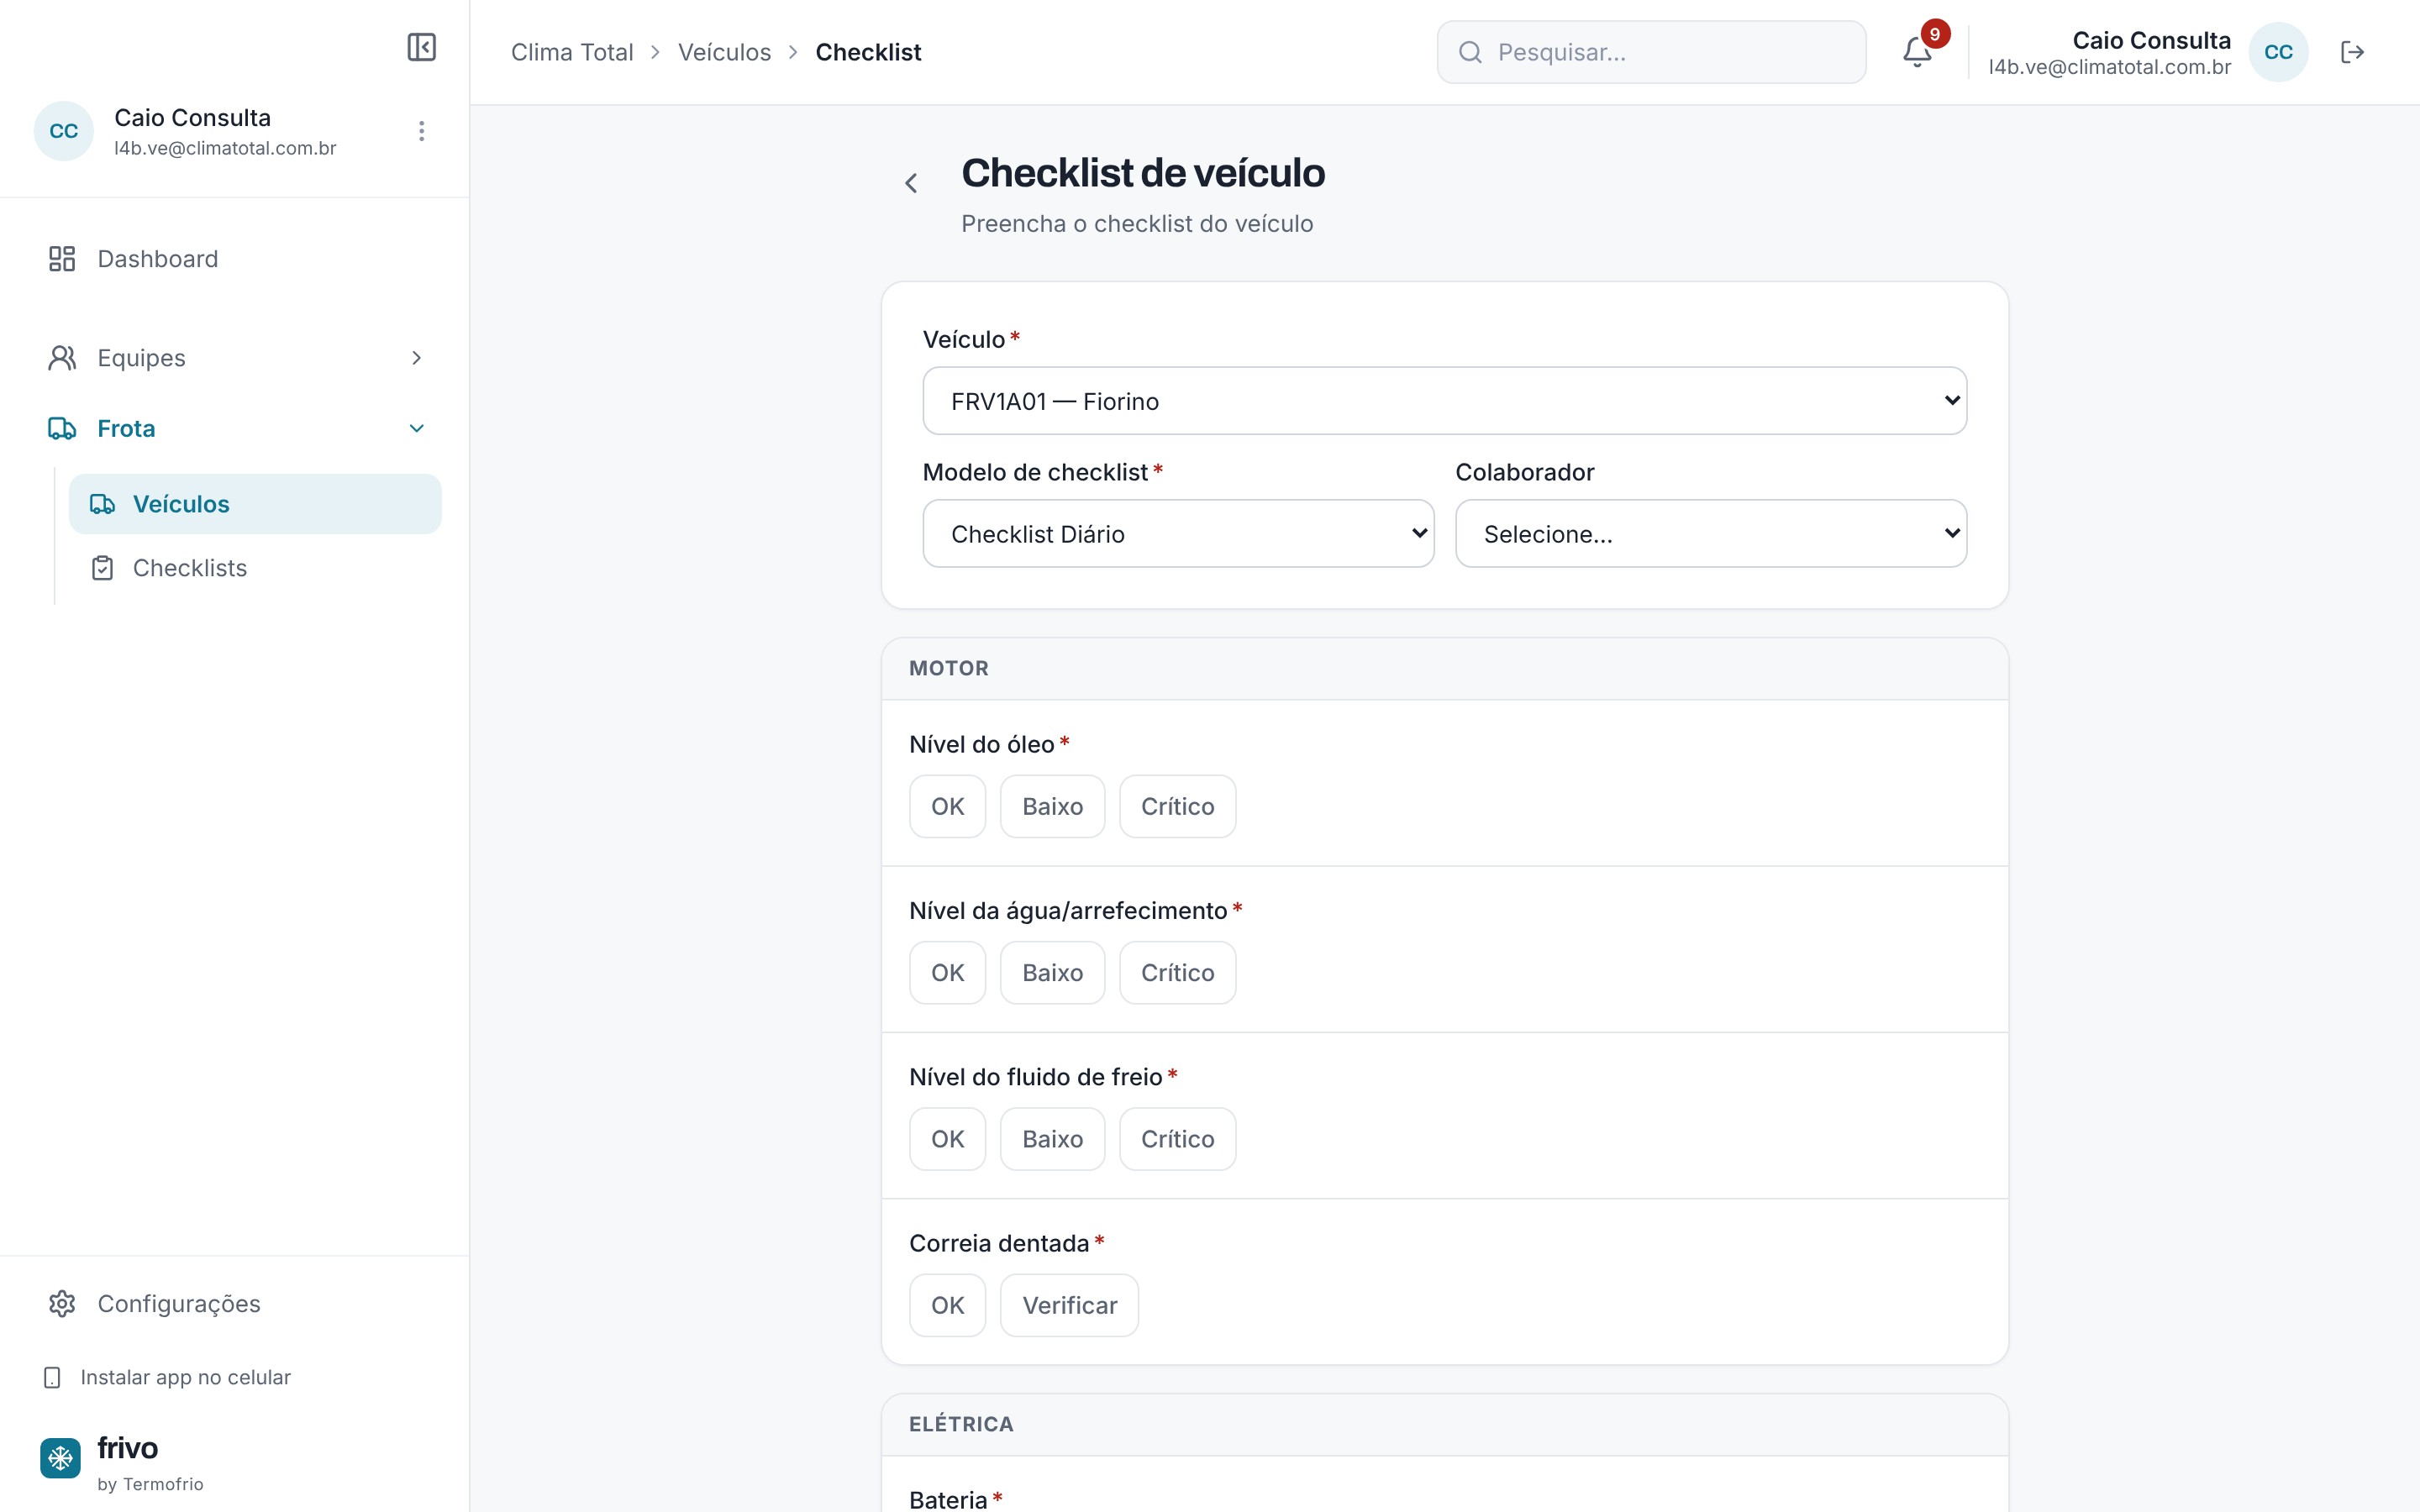 Clima Total > Veículos > Checklist
Pesquisar...
9
Caio Consulta
l4b.ve@climatotal.com.br
CC
CC
Caio Consulta
l4b.ve@climatotal.com.br
Dashboard
Equipes
Frota
Veículos
Checklists
Configurações
Instalar app no celular
frivo
by Termofrio
Checklist de veículo
Preencha o checklist do veículo
Veículo*
FRV1A01 — Fiorino
Modelo de checklist* Colaborador
Checklist Diário Selecione...
MOTOR
Nível do óleo*
OK Baixo Crítico
Nível da água/arrefecimento*
OK Baixo Crítico
Nível do fluido de freio*
OK Baixo Crítico
Correia dentada*
OK Verificar
ELÉTRICA
Bateria*